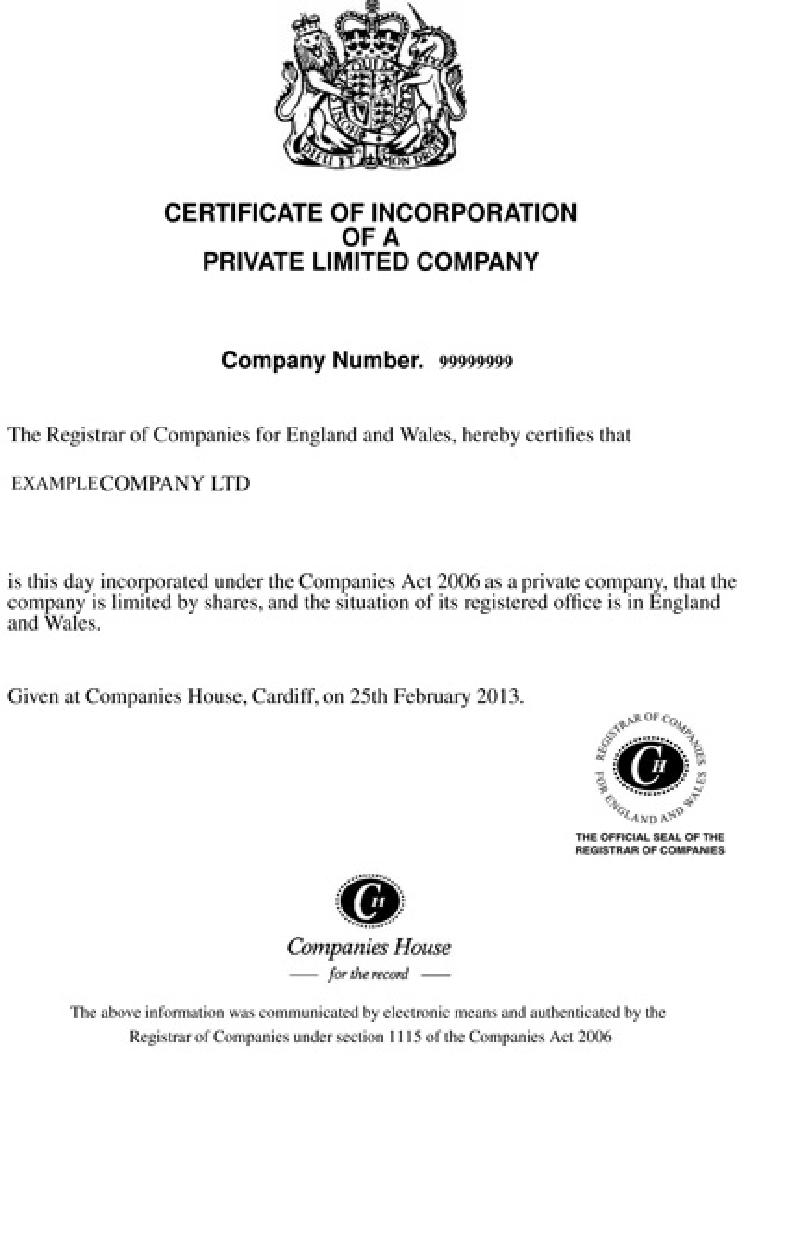 QUI M
HONI
DIEU ET MON DROIT
CERTIFICATE OF INCORPORATION
OF A
PRIVATE LIMITED COMPANY
Company Number. 99999999
The Registrar of Companies for England and Wales, hereby certifies that
EXAMPLECOMPANY LTD
is this day incorporated under the Companies Act 2006 as a private company, that the
company is limited by shares, and the situation of its registered office is in England
and Wales.
Given at Companies House, Cardiff, on 25th February 2013.
REGISTRAR OF COMPANIES
FOR ENGLAND AND WALES
CH
THE OFFICIAL SEAL OF THE
REGISTRAR OF COMPANIES
CH
Companies House
for the record
The above information was communicated by electronic means and authenticated by the
Registrar of Companies under section 1115 of the Companies Act 2006